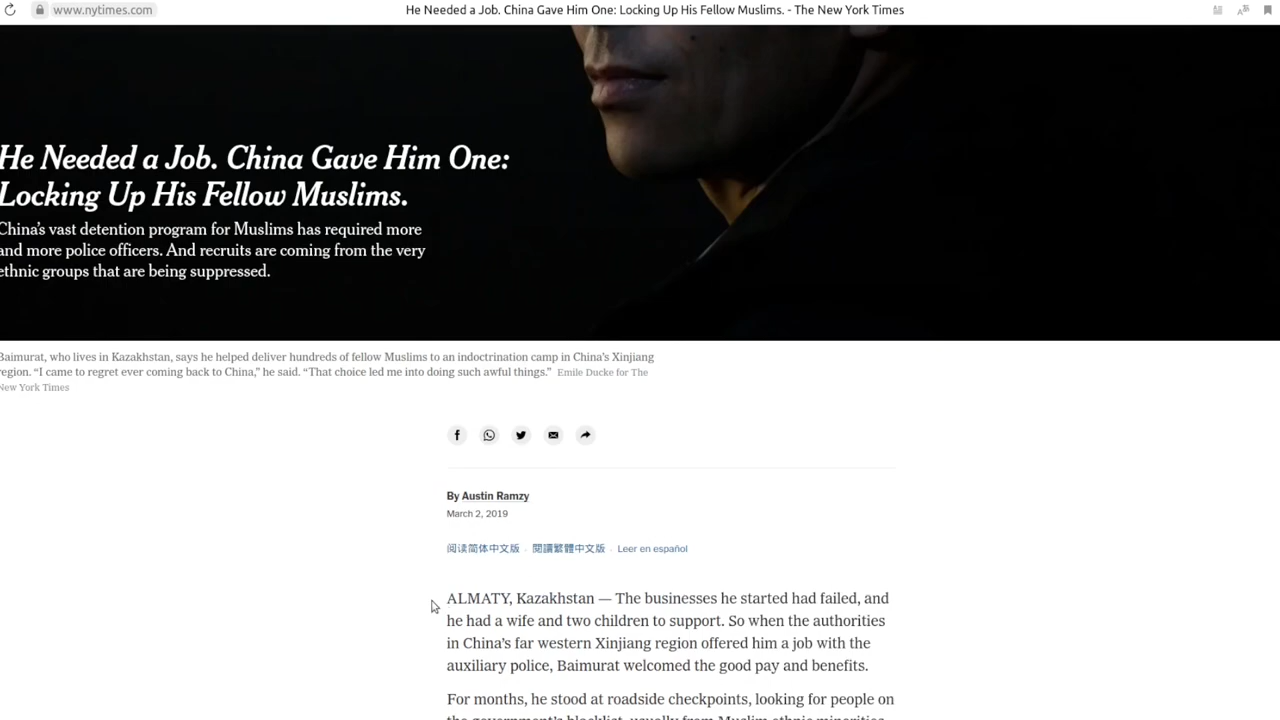 www.nytimes.com
He Needed a Job. China Gave Him One: Locking Up His Fellow Muslims. - The New York Times
He Needed a Job. China Gave Him One:
Locking Up His Fellow Muslims.
China's vast detention program for Muslims has required more
and more police officers. And recruits are coming from the very
ethnic groups that are being suppressed.
Baimurat, who lives in Kazakhstan, says he helped deliver hundreds of fellow Muslims to an indoctrination camp in China's Xinjiang
region. “I came to regret ever coming back to China,” he said. “That choice led me into doing such awful things.” Emile Ducke for The
New York Times
By Austin Ramzy
March 2, 2019
阅读简体中文版 · 閱讀繁體中文版 · Leer en español
ALMATY, Kazakhstan — The businesses he started had failed, and
he had a wife and two children to support. So when the authorities
in China's far western Xinjiang region offered him a job with the
auxiliary police, Baimurat welcomed the good pay and benefits.
For months, he stood at roadside checkpoints, looking for people on
the government's blacklist, usually from Muslim ethnic minorities.